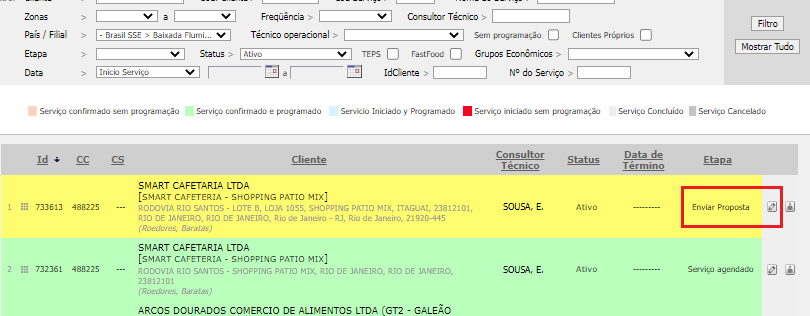 Zonas > a > Freqüência > Consultor Técnico >
Filtro
País / Filial > - Brasil SSE > Baixada Flumi... Técnico operacional > Sem programação Clientes Próprios
Mostrar Tudo
Etapa > Status > Ativo TEPS FastFood Grupos Econômicos >
Data > Inicio Serviço a IdCliente > Nº do Serviço >
Serviço confirmado sem programação Serviço confirmado e programado Servicio Iniciado y Programado Serviço iniciado sem programação Serviço Concluído Serviço Cancelado
Id CC CS Cliente Consultor Técnico Status Data de Término Etapa
1 733613 488225 --- SMART CAFETARIA LTDA
[SMART CAFETERIA - SHOPPING PATIO MIX]
RODOVIA RIO SANTOS - LOTE B, LOJA 1055, SHOPPING PATIO MIX, ITAGUAI, 23812101,
RIO DE JANEIRO, RIO DE JANEIRO, Rio de Janeiro - RJ, Rio de Janeiro, 21920-445
(Roedores, Baratas)
SOUSA, E. Ativo --------- Enviar Proposta
2 732361 488225 --- SMART CAFETARIA LTDA
[SMART CAFETERIA - SHOPPING PATIO MIX]
RODOVIA RIO SANTOS - SHOPPING PATIO MIX, RIO DE JANEIRO, RIO DE JANEIRO,
23812101
(Roedores, Baratas)
SOUSA, E. Ativo --------- Serviço agendado
ARCOS DOURADOS COMERCIO DE ALIMENTOS LTDA (GT2 - GALEÃO